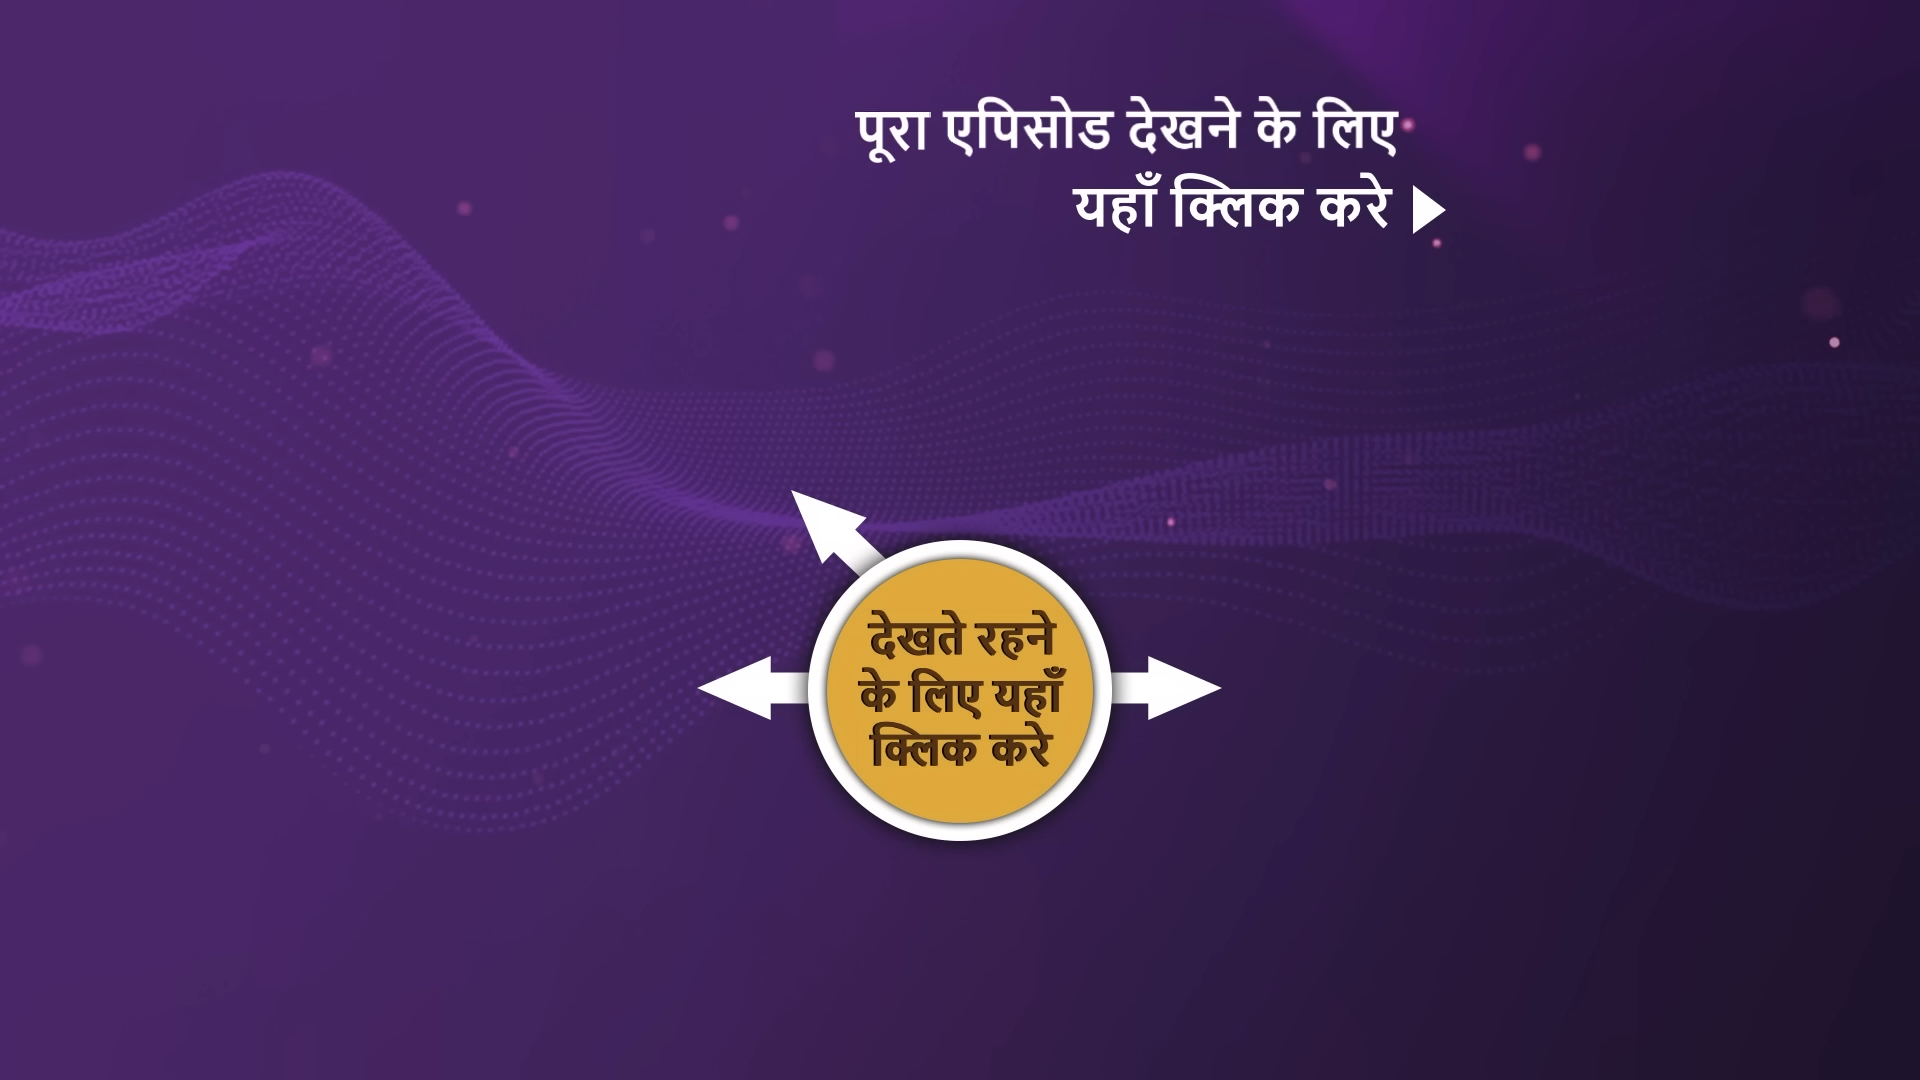 पूरा एपिसोड देखने के लिए
यहाँ क्लिक करे
देखते रहने
के लिए यहाँ
क्लिक करे